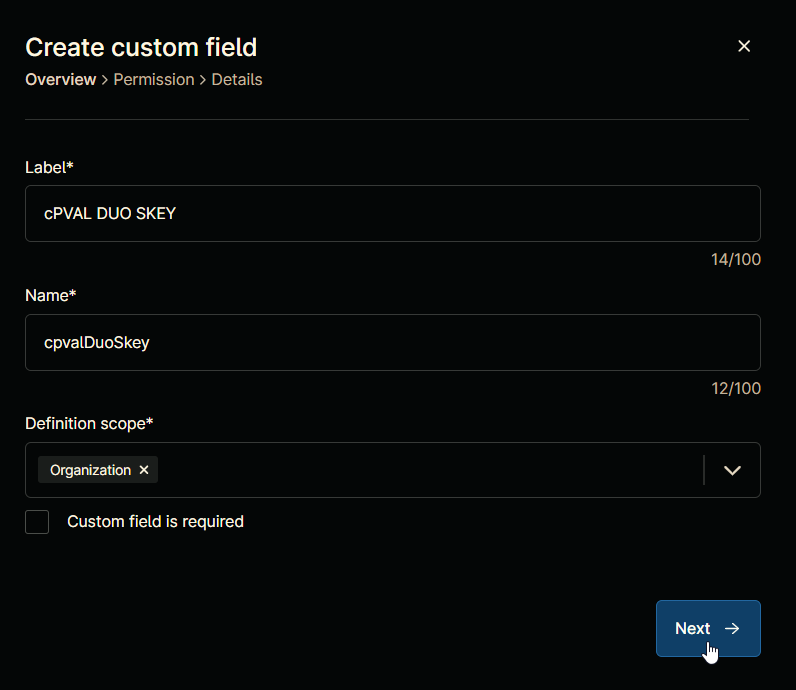 Create custom field
Overview > Permission > Details
Label*
cPVAL DUO SKEY
14/100
Name*
cpvalDuoSkey
12/100
Definition scope*
Organization
Custom field is required
Next